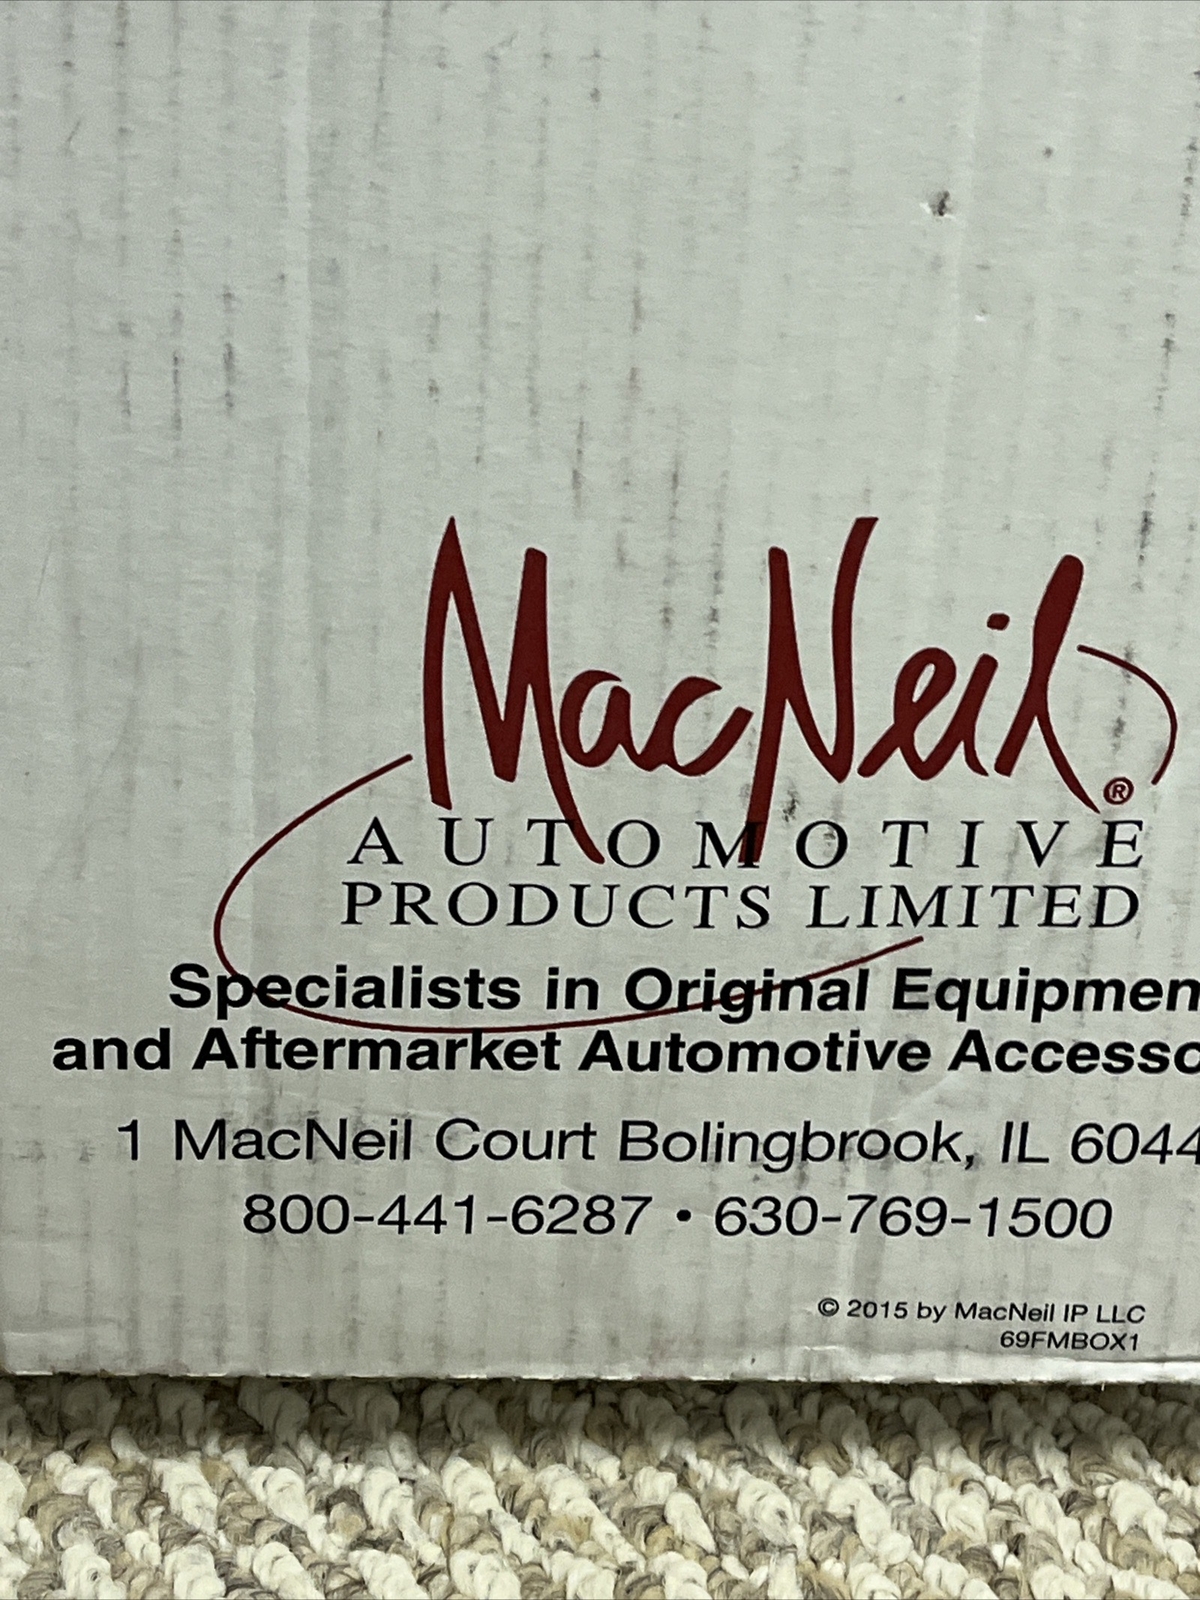 MacNeil®
AUTOMOTIVE
PRODUCTS LIMITED
Specialists in Original Equipmen
and Aftermarket Automotive Accesso
1 MacNeil Court Bolingbrook, IL 6044
800-441-6287 • 630-769-1500
© 2015 by MacNeil IP LLC
69FMBOX1